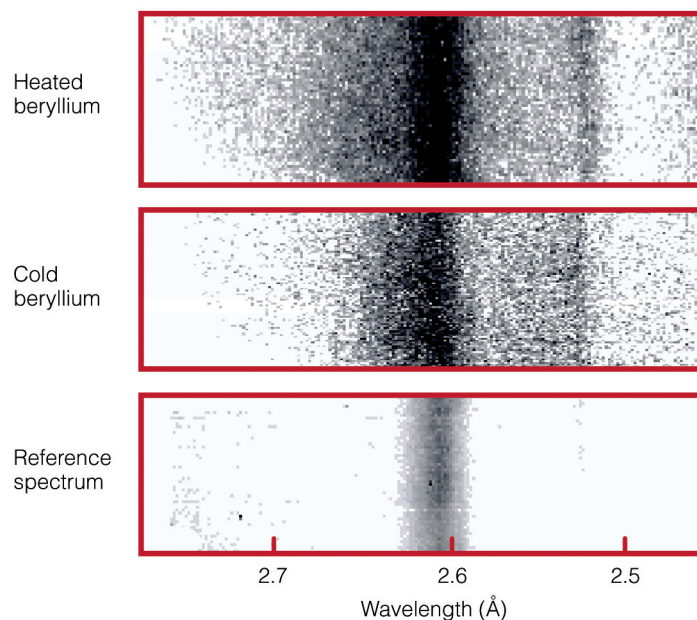 Heated
beryllium
Cold
beryllium
Reference
spectrum
2.7
2.6
2.5
Wavelength (Å)